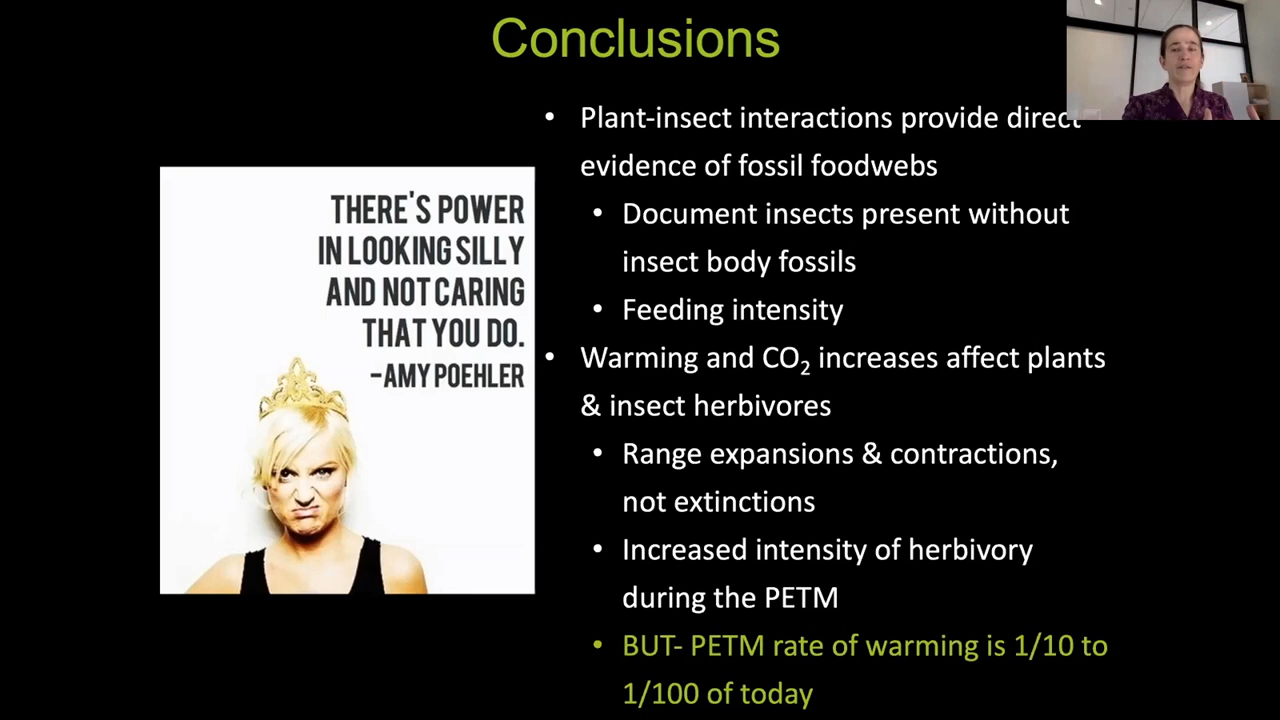 Conclusions
THERE'S POWER
IN LOOKING SILLY
AND NOT CARING
THAT YOU DO.
-AMY POEHLER
• Plant-insect interactions provide direct
evidence of fossil foodwebs
• Document insects present without
insect body fossils
• Feeding intensity
• Warming and CO₂ increases affect plants
& insect herbivores
• Range expansions & contractions,
not extinctions
• Increased intensity of herbivory
during the PETM
• BUT- PETM rate of warming is 1/10 to
1/100 of today